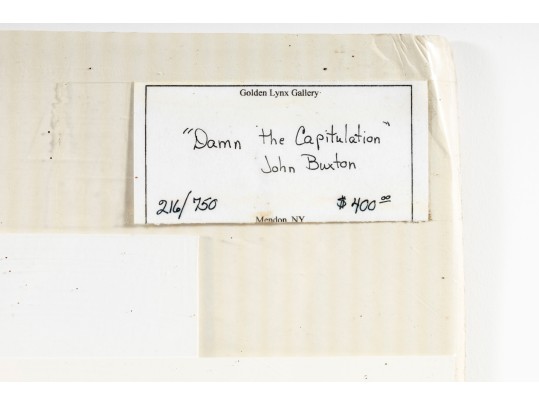 Golden Lynx Gallery
"Damn the Capitulation"
John Buxton
216/750 $400.00
Mendon, NY